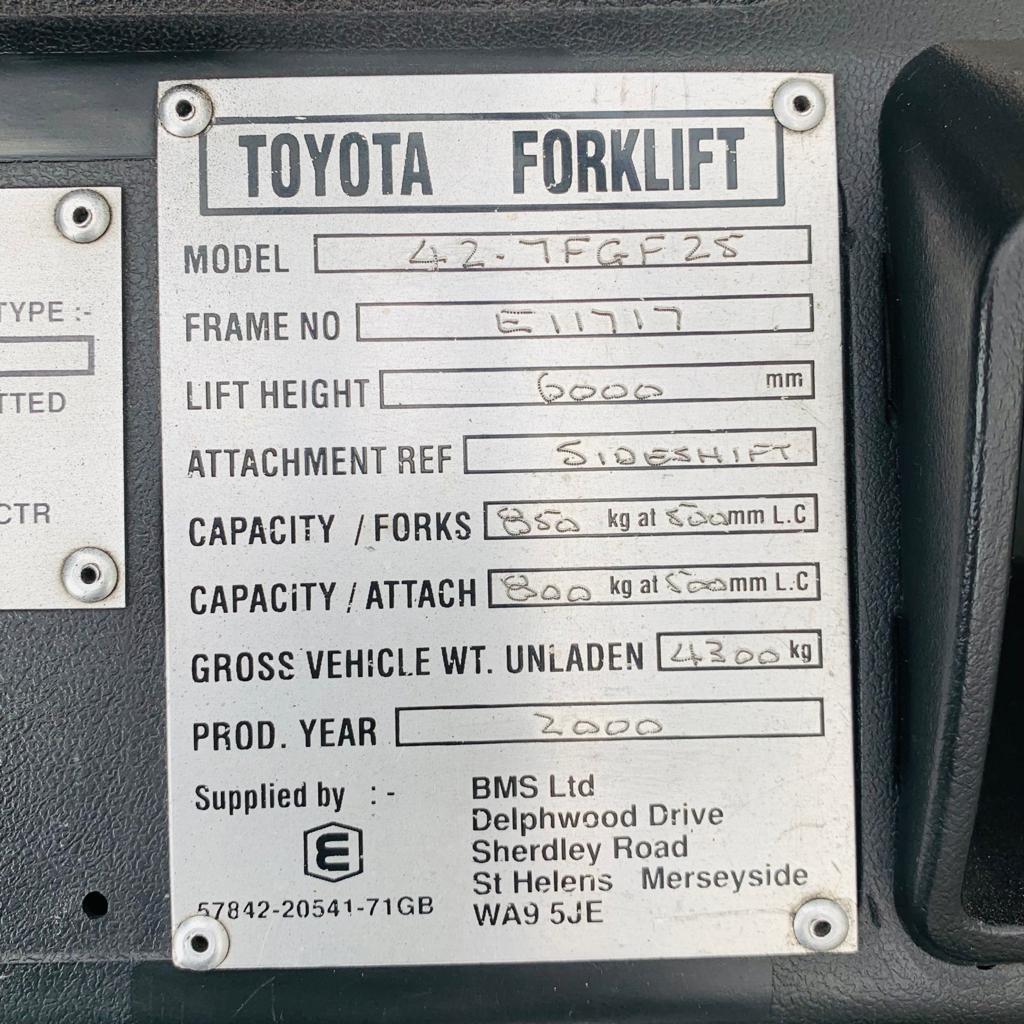 TOYOTA FORKLIFT
MODEL 42-7FGF25
FRAME NO E11717
LIFT HEIGHT 6000 mm
ATTACHMENT REF SIDESHIFT
CAPACITY / FORKS 850 kg at 500mm L.C
CAPACiTY / ATTACH 800 kg at 500mm L.C
GROSS VEHICLE WT. UNLADEN 4300 kg
PROD. YEAR 2000
Supplied by :- BMS Ltd
Delphwood Drive
Sherdley Road
St Helens Merseyside
WA9 5JE
57842-20541-71GB
TYPE :-
TTED
CTR